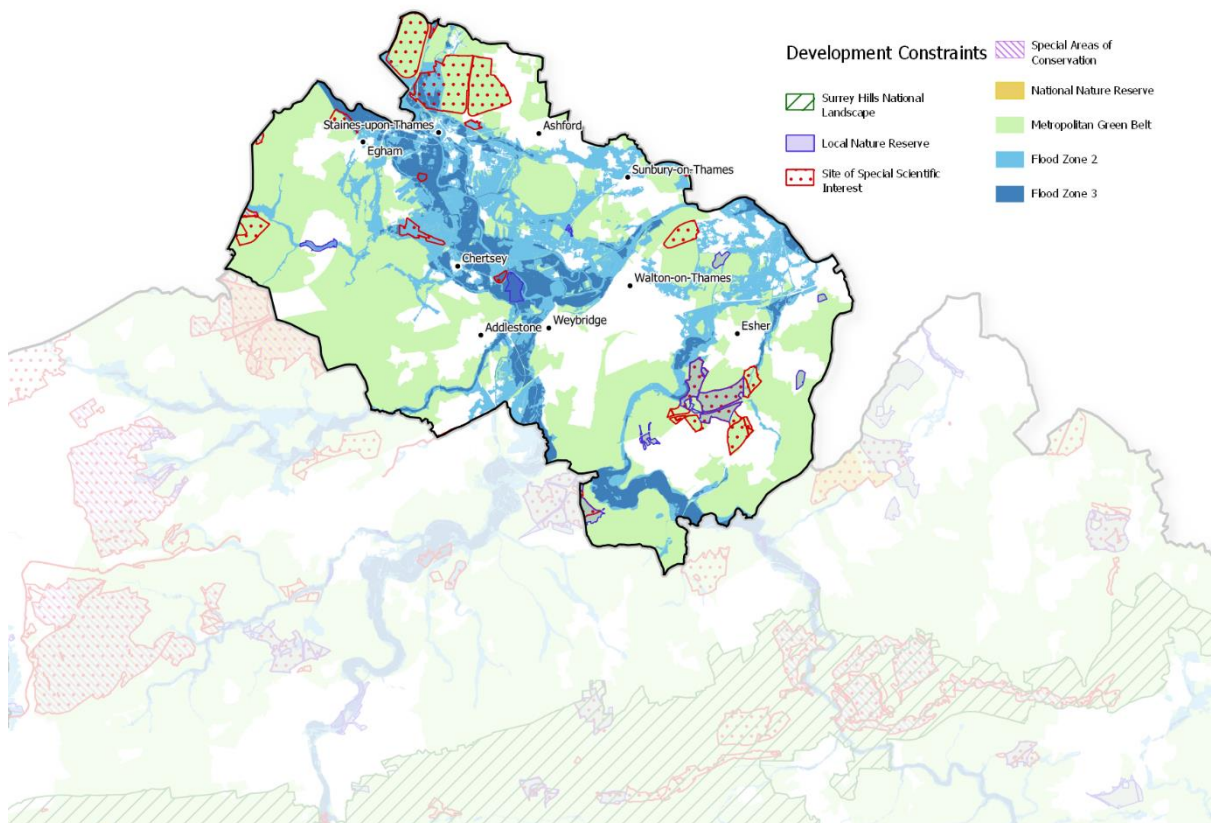 Development Constraints
Surrey Hills National
Landscape
Local Nature Reserve
Site of Special Scientific
Interest
Special Areas of
Conservation
National Nature Reserve
Metropolitan Green Belt
Flood Zone 2
Flood Zone 3
Staines-upon-Thames
Ashford
Egham
Sunbury-on-Thames
Chertsey
Walton-on-Thames
Addlestone
Weybridge
Esher